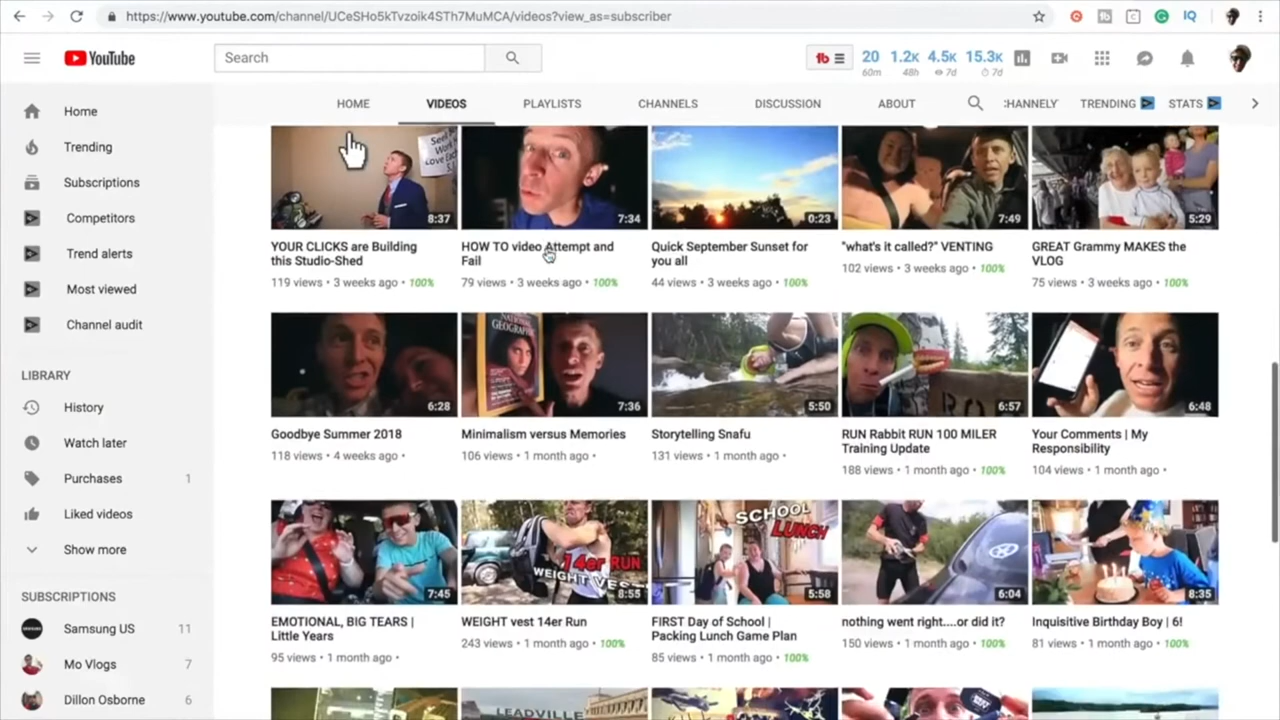 https://www.youtube.com/channel/UCeSHo5kTvzoik4STh7MuMCA/videos?view_as=subscriber
YouTube
Search
20 1.2K 4.5K 15.3K
60m 48h 7d 7d
HOME VIDEOS PLAYLISTS CHANNELS DISCUSSION ABOUT CHANNELY TRENDING STATS
Home
Trending
Subscriptions
Competitors
Trend alerts
Most viewed
Channel audit
LIBRARY
History
Watch later
Purchases 1
Liked videos
Show more
SUBSCRIPTIONS
Samsung US 11
Mo Vlogs 7
Dillon Osborne 6
8:37
YOUR CLICKS are Building
this Studio-Shed
119 views • 3 weeks ago • 100%
7:34
HOW TO video Attempt and
Fail
79 views • 3 weeks ago • 100%
0:23
Quick September Sunset for
you all
44 views • 3 weeks ago • 100%
7:49
"what's it called?" VENTING
102 views • 3 weeks ago • 100%
5:29
GREAT Grammy MAKES the
VLOG
75 views • 3 weeks ago • 100%
6:28
Goodbye Summer 2018
118 views • 4 weeks ago •
NATIONAL
GEOGRAPHIC
7:36
Minimalism versus Memories
106 views • 1 month ago •
5:50
Storytelling Snafu
131 views • 1 month ago •
6:57
RUN Rabbit RUN 100 MILER
Training Update
188 views • 1 month ago • 100%
6:48
Your Comments | My
Responsibility
104 views • 1 month ago •
7:45
EMOTIONAL, BIG TEARS |
Little Years
95 views • 1 month ago •
14er RUN
WEIGHT VEST
8:55
WEIGHT vest 14er Run
243 views • 1 month ago • 100%
SCHOOL
LUNCH
5:58
FIRST Day of School |
Packing Lunch Game Plan
85 views • 1 month ago • 100%
6:04
nothing went right....or did it?
150 views • 1 month ago • 100%
8:35
Inquisitive Birthday Boy | 6!
81 views • 1 month ago • 100%
LEADVILLE